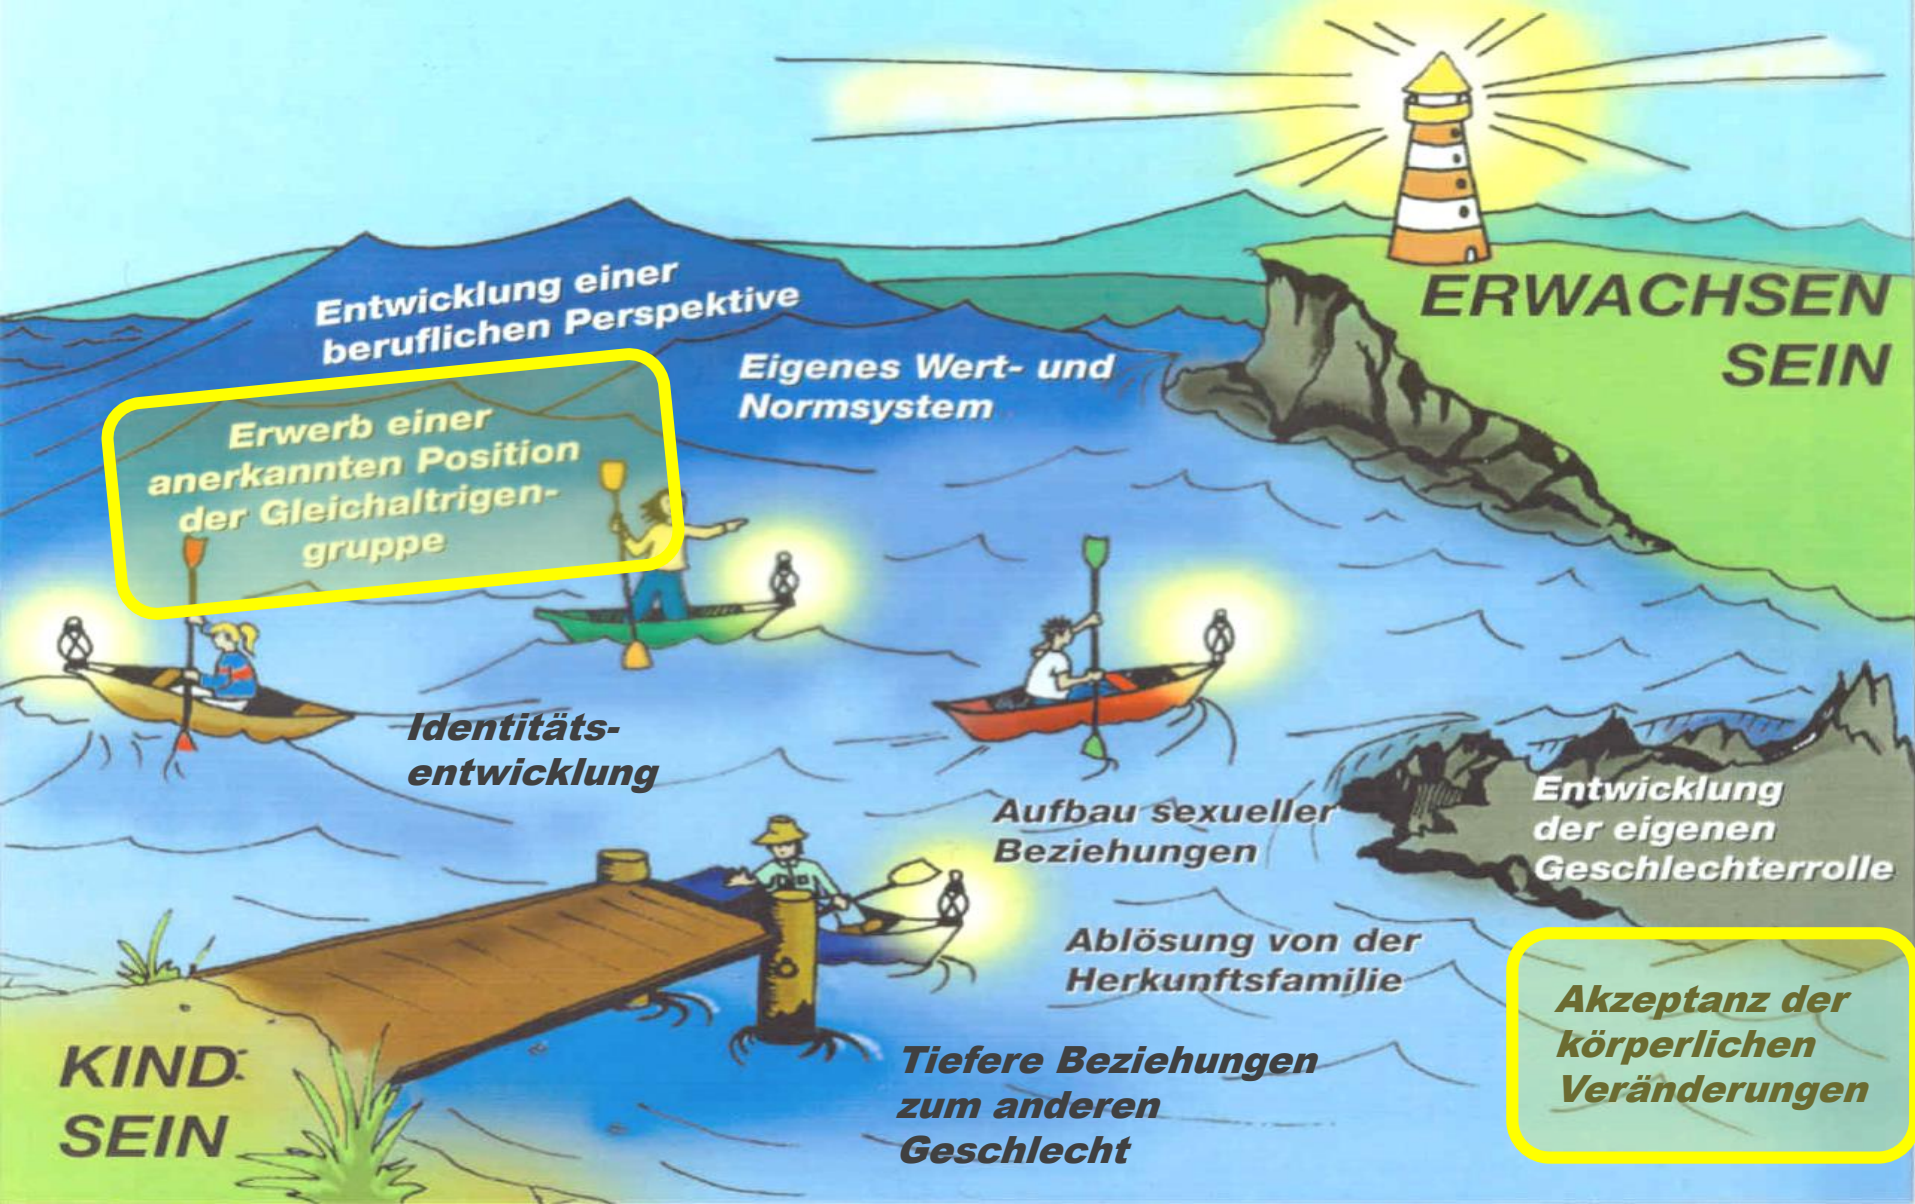 Entwicklung einer
beruflichen Perspektive
ERWACHSEN
SEIN
Eigenes Wert- und
Normsystem
Erwerb einer
anerkannten Position
der Gleichaltrigen-
gruppe
Identitäts-
entwicklung
Aufbau sexueller
Beziehungen
Entwicklung
der eigenen
Geschlechterrolle
Ablösung von der
Herkunftsfamilie
Akzeptanz der
körperlichen
Veränderungen
KIND-
SEIN
Tiefere Beziehungen
zum anderen
Geschlecht